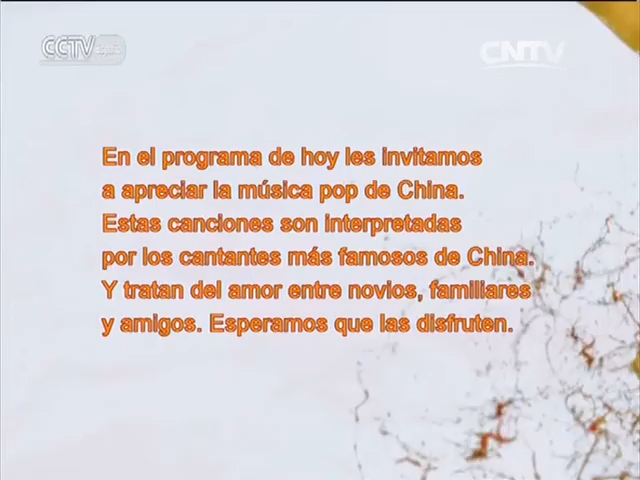 CCTV
CNTV
En el programa de hoy les invitamos
a apreciar la música pop de China.
Estas canciones son interpretadas
por los cantantes más famosos de China.
Y tratan del amor entre novios, familiares
y amigos. Esperamos que las disfruten.